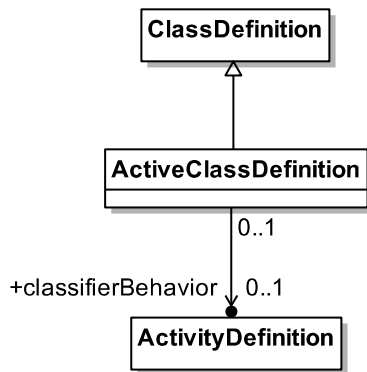 ClassDefinition
ActiveClassDefinition
0..1
+classifierBehavior 0..1
ActivityDefinition